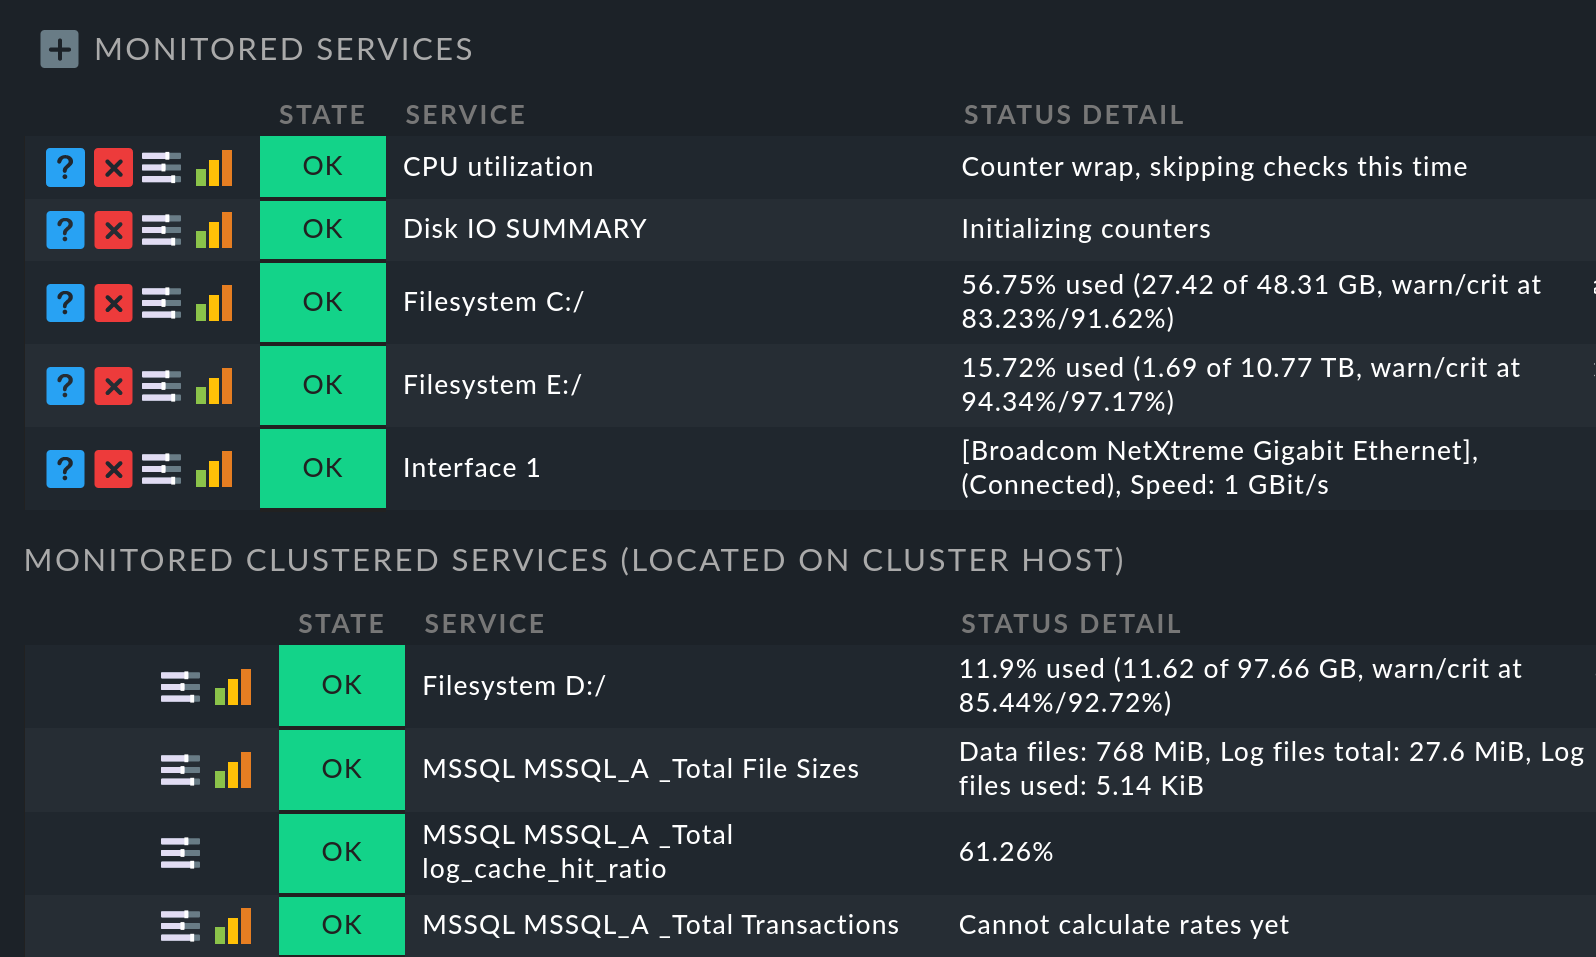 MONITORED SERVICES
STATE SERVICE STATUS DETAIL
OK CPU utilization Counter wrap, skipping checks this time
OK Disk IO SUMMARY Initializing counters
OK Filesystem C:/ 56.75% used (27.42 of 48.31 GB, warn/crit at
83.23%/91.62%)
OK Filesystem E:/ 15.72% used (1.69 of 10.77 TB, warn/crit at
94.34%/97.17%)
OK Interface 1 [Broadcom NetXtreme Gigabit Ethernet],
(Connected), Speed: 1 GBit/s
MONITORED CLUSTERED SERVICES (LOCATED ON CLUSTER HOST)
STATE SERVICE STATUS DETAIL
OK Filesystem D:/ 11.9% used (11.62 of 97.66 GB, warn/crit at
85.44%/92.72%)
OK MSSQL MSSQL_A _Total File Sizes Data files: 768 MiB, Log files total: 27.6 MiB, Log
files used: 5.14 KiB
OK MSSQL MSSQL_A _Total
log_cache_hit_ratio 61.26%
OK MSSQL MSSQL_A _Total Transactions Cannot calculate rates yet